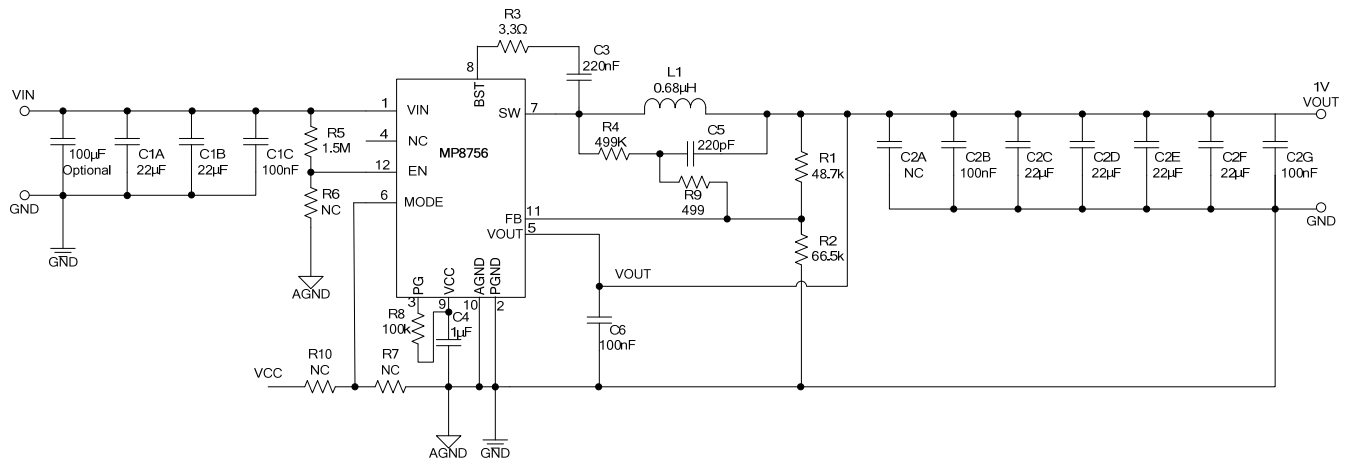 R3
3.3Ω
C3
220nF
8
BST
VIN
1
VIN
SW
7
L1
0.68µH
1V
VOUT
100µF
Optional
C1A
22µF
C1B
22µF
C1C
100nF
R5
1.5M
4
NC
MP8756
R4
499K
C5
220pF
R1
48.7k
C2A
NC
C2B
100nF
C2C
22µF
C2D
22µF
C2E
22µF
C2F
22µF
C2G
100nF
12
EN
R6
NC
6
MODE
R9
499
GND
FB
11
GND
VOUT
5
R2
66.5k
GND
AGND
PG
VCC
AGND
PGND
VOUT
3
9
10
2
R8
100k
C4
1µF
C6
100nF
R10
NC
R7
NC
VCC
AGND
GND